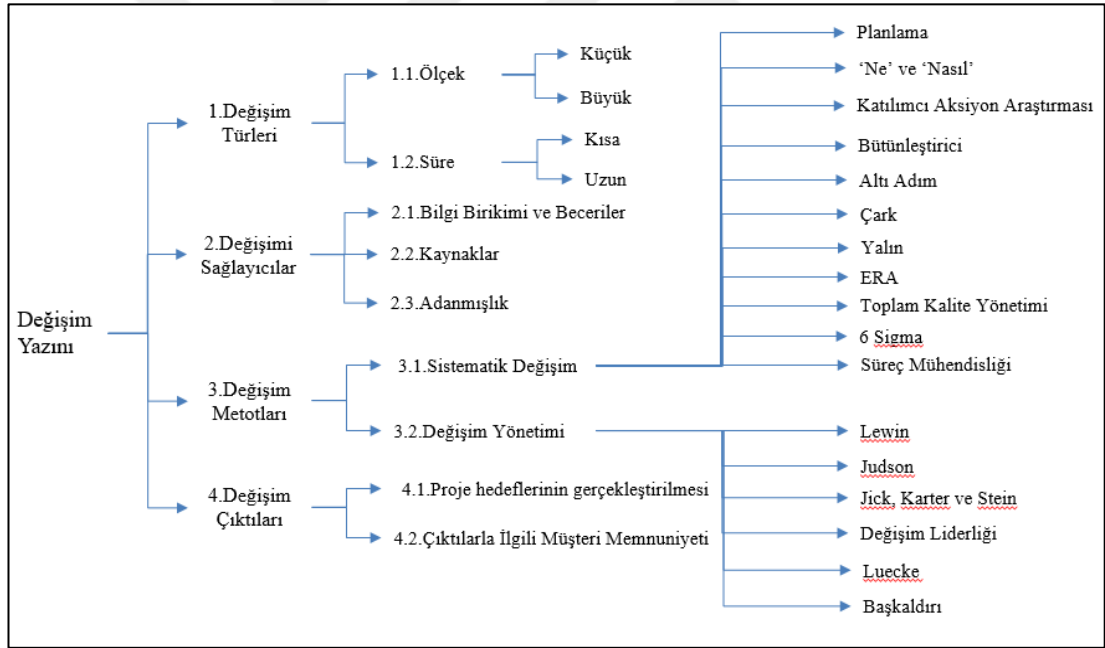 Değişim
Yazını
1.Değişim
Türleri
1.1.Ölçek
Küçük
Büyük
1.2.Süre
Kısa
Uzun
2.Değişimi
Sağlayıcılar
2.1.Bilgi Birikimi ve Beceriler
2.2.Kaynaklar
2.3.Adanmışlık
3.Değişim
Metotları
3.1.Sistematik Değişim
Planlama
‘Ne’ ve ‘Nasıl’
Katılımcı Aksiyon Araştırması
Bütünleştirici
Altı Adım
Çark
Yalın
ERA
Toplam Kalite Yönetimi
6 Sigma
Süreç Mühendisliği
3.2.Değişim Yönetimi
Lewin
Judson
Jick, Karter ve Stein
Değişim Liderliği
Luecke
Başkaldırı
4.Değişim
Çıktıları
4.1.Proje hedeflerinin gerçekleştirilmesi
4.2.Çıktılarla İlgili Müşteri Memnuniyeti